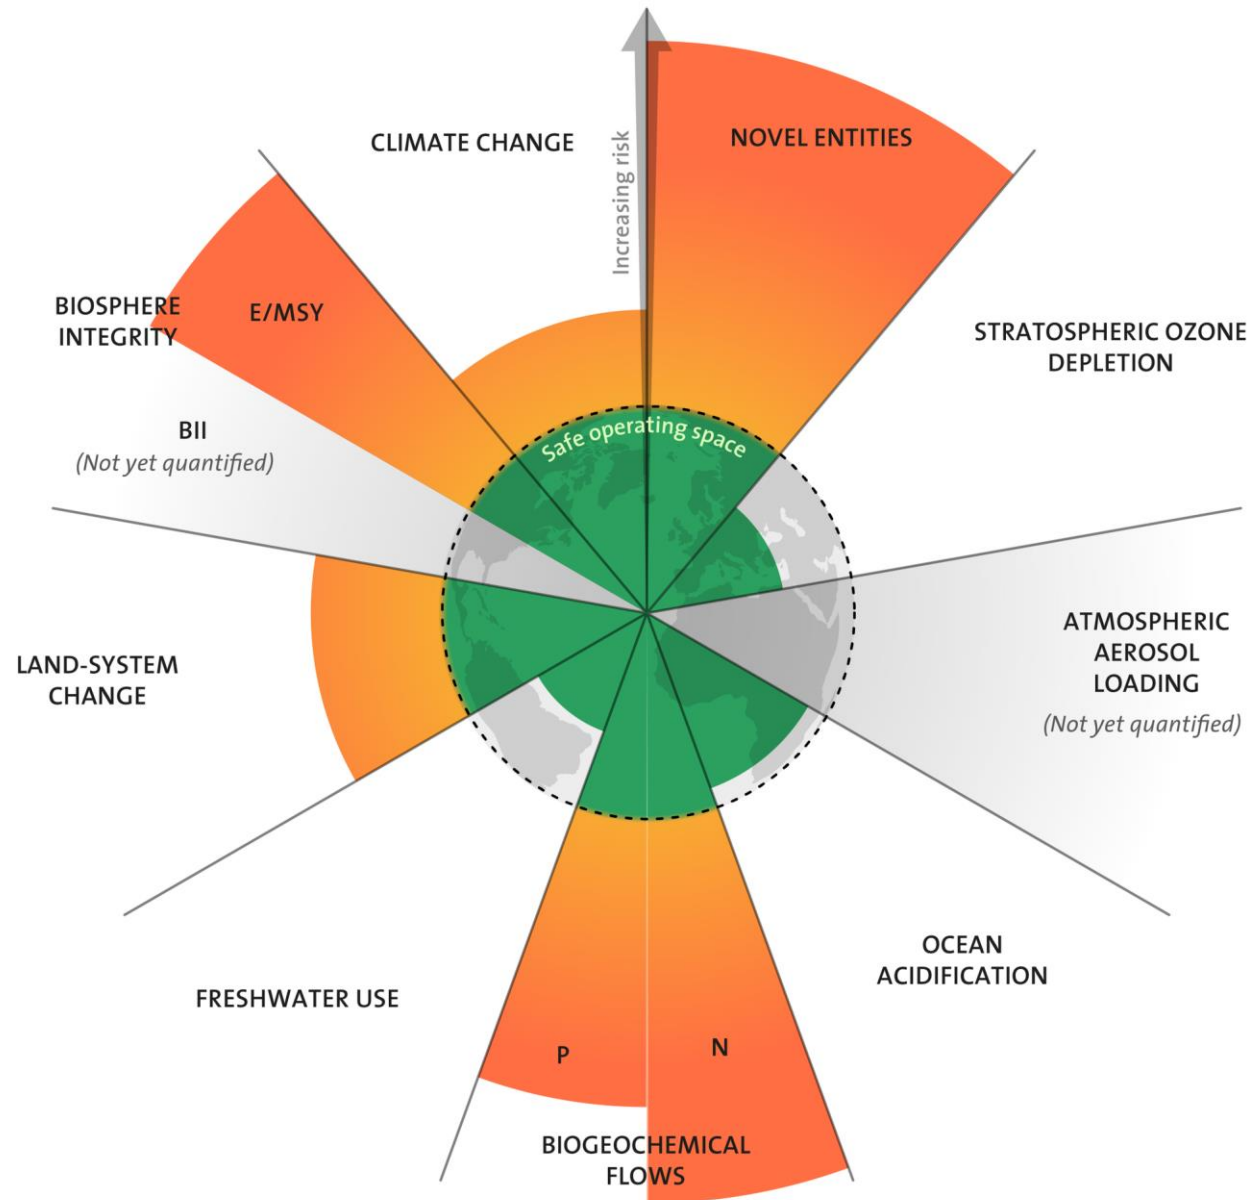 CLIMATE CHANGE
Increasing risk
NOVEL ENTITIES
BIOSPHERE
INTEGRITY
E/MSY
STRATOSPHERIC OZONE
DEPLETION
BII
(Not yet quantified)
Safe operating space
LAND-SYSTEM
CHANGE
ATMOSPHERIC
AEROSOL
LOADING
(Not yet quantified)
FRESHWATER USE
OCEAN
ACIDIFICATION
P
N
BIOGEOCHEMICAL
FLOWS